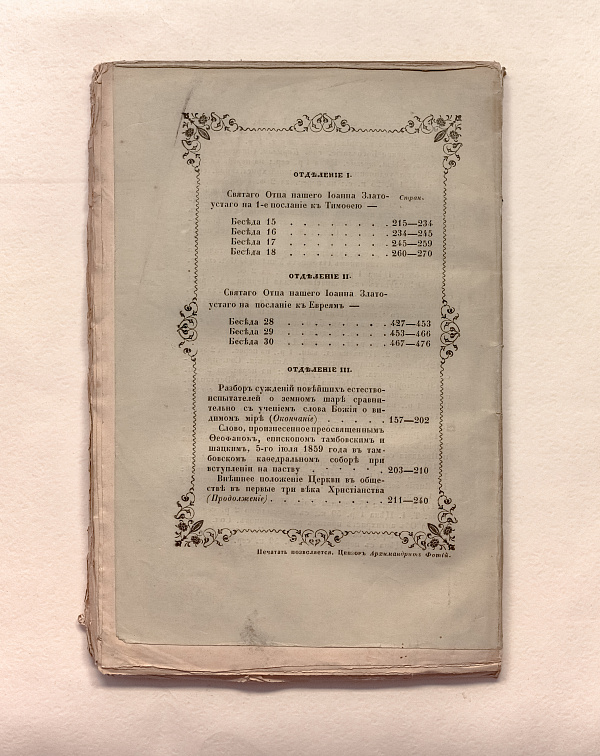 ОТДѢЛЕНІЕ I.
Святаго Отца нашего Іоанна Злато- Стран.
устаго на 1-е посланіе къ Тимоѳею —
Бесѣда 15 . . . . . . . . 215—234
Бесѣда 16 . . . . . . . . 234—245
Бесѣда 17 . . . . . . . . 245—259
Бесѣда 18 . . . . . . . . 260—270
ОТДѢЛЕНІЕ II.
Святаго Отца нашего Іоанна Злато-
устаго на посланіе къ Евреямъ —
Бесѣда 28 . . . . . . . . 427—453
Бесѣда 29 . . . . . . . . 453—466
Бесѣда 30 . . . . . . . . 467—476
ОТДѢЛЕНІЕ III.
Разборъ сужденій новѣйшихъ естество-
испытателей о земномъ шарѣ сравни-
тельно съ ученіемъ слова Божія о ви-
димомъ мірѣ (Окончаніе) . . . . . 157—202
Слово, произнесенное преосвященнымъ
Ѳеофаномъ, епископомъ тамбовскимъ и
шацкимъ, 5-го іюля 1859 года въ там-
бовскомъ кафедральномъ соборѣ при
вступленіи на паству . . . . . . 203—210
Внѣшнее положеніе Церкви въ обще-
ствѣ въ первые три вѣка Христіанства
(Продолженіе) . . . . . . . . 211—240
Печатать позволяется. Цензоръ Архимандритъ Фотій.